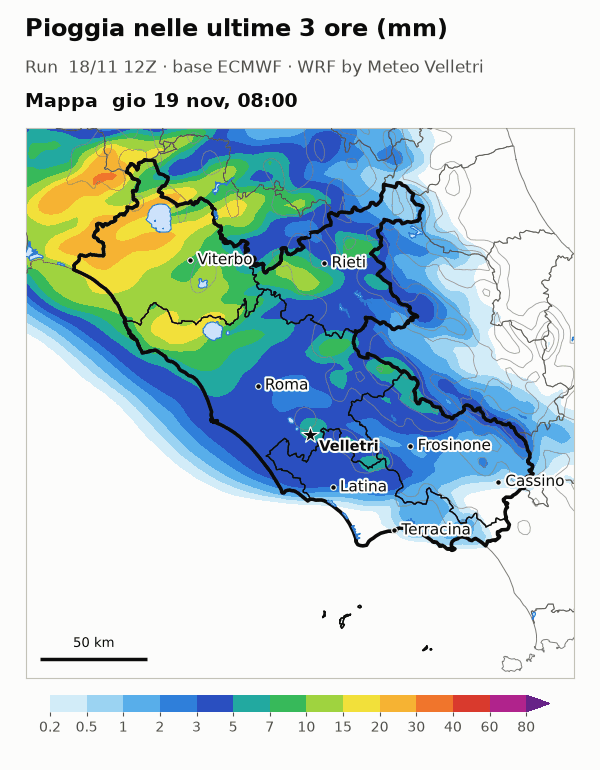 Pioggia nelle ultime 3 ore (mm)
Run 18/11 12Z · base ECMWF · WRF by Meteo Velletri
Mappa gio 19 nov, 08:00
Viterbo
Rieti
Roma
Velletri
Frosinone
Cassino
Latina
Terracina
50 km
0.2 0.5 1 2 3 5 7 10 15 20 30 40 60 80